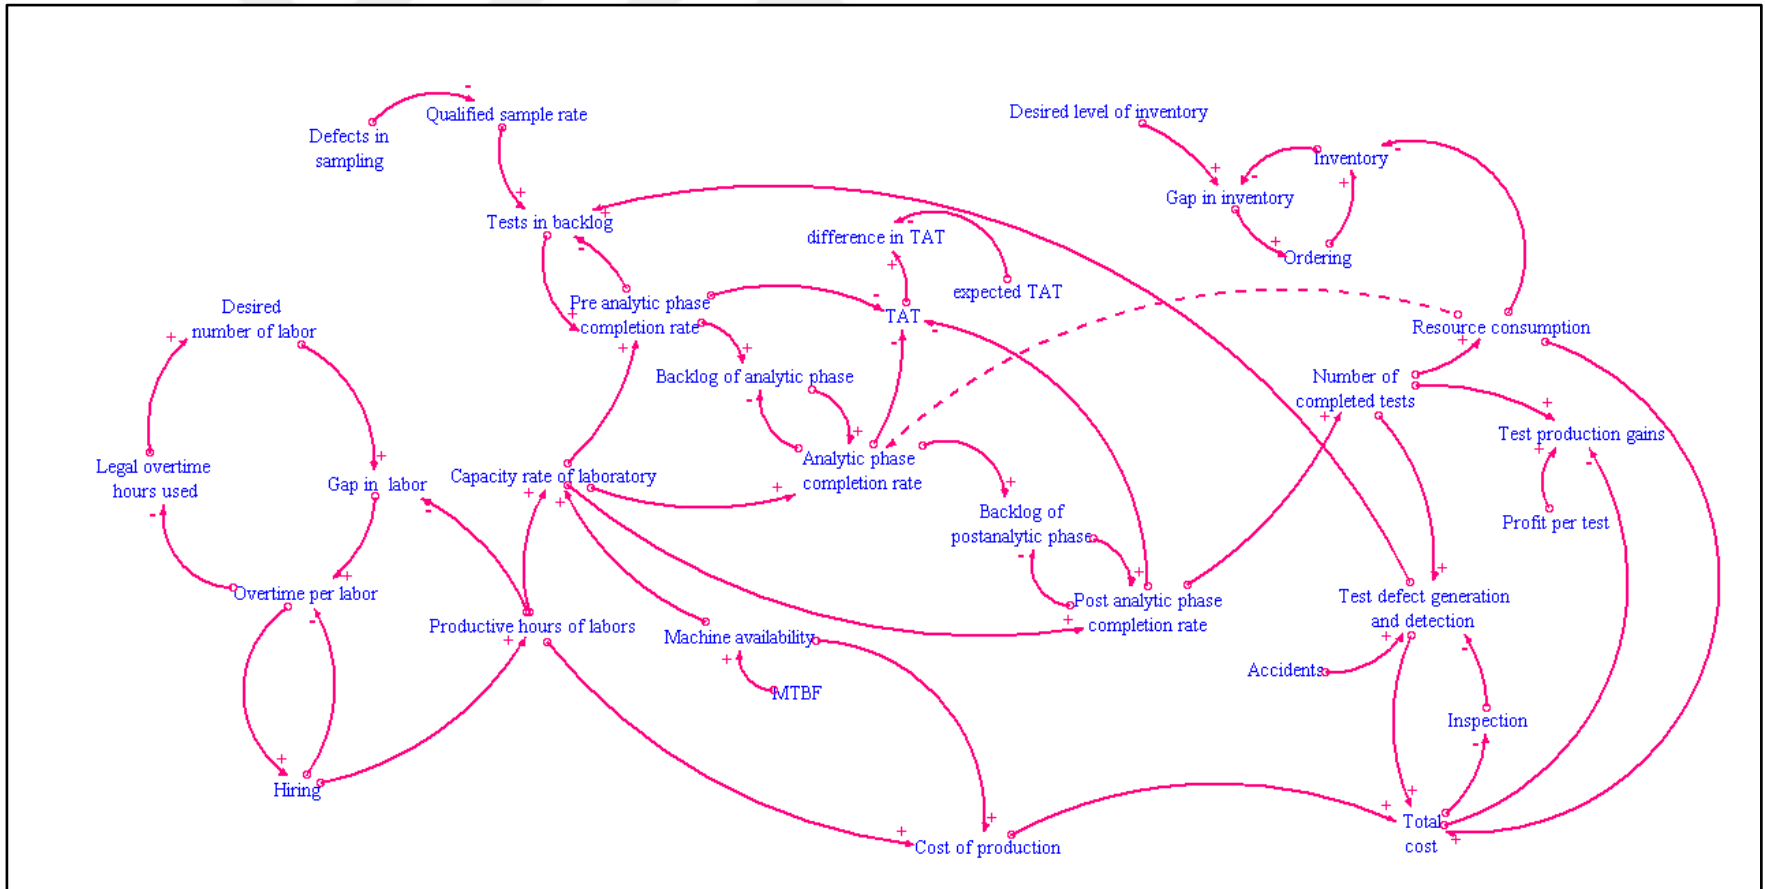 Qualified sample rate
Defects in
sampling
Desired level of inventory
Inventory
Gap in inventory
Ordering
Tests in backlog
difference in TAT
expected TAT
Pre analytic phase
completion rate
TAT
Desired
number of labor
Resource consumption
Backlog of analytic phase
Number of
completed tests
Test production gains
Legal overtime
hours used
Gap in labor
Capacity rate of laboratory
Analytic phase
completion rate
Backlog of
postanalytic phase
Profit per test
Overtime per labor
Productive hours of labors
Machine availability
MTBF
Post analytic phase
completion rate
Test defect generation
and detection
Accidents
Inspection
Hiring
Cost of production
Total
cost